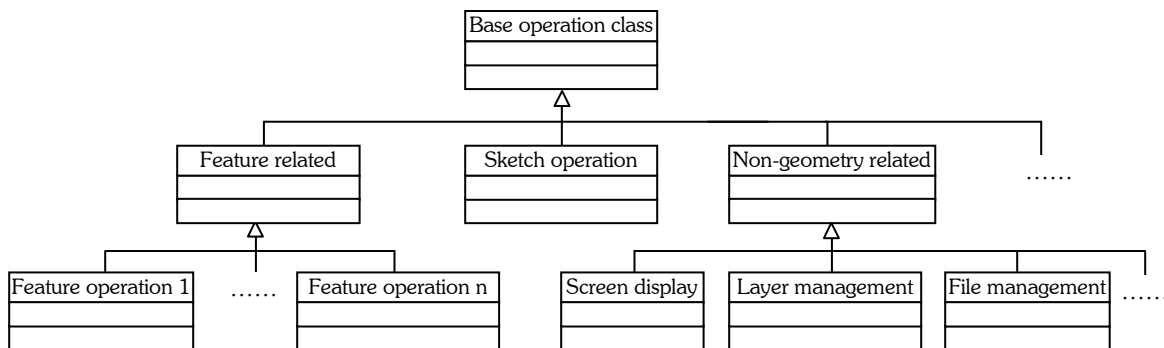 Base operation class
Feature related
Sketch operation
Non-geometry related
......
Feature operation 1
......
Feature operation n
Screen display
Layer management
File management
......